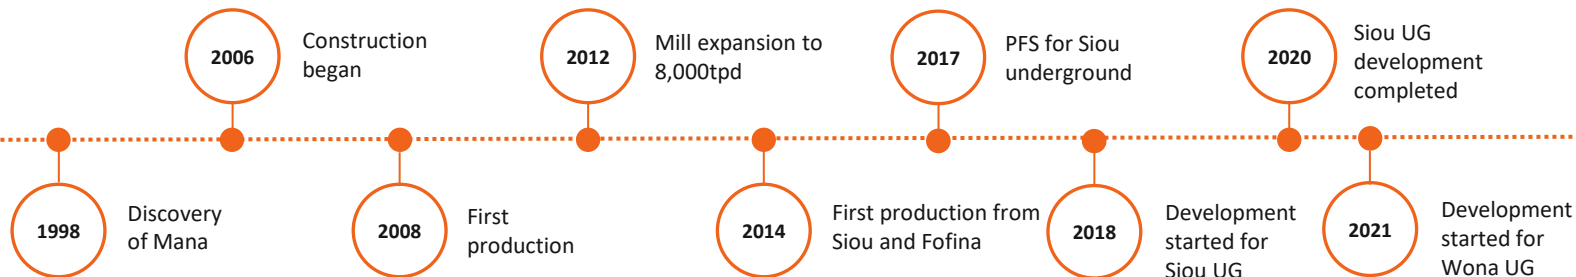 2006
Construction
began
2012
Mill expansion to
8,000tpd
2017
PFS for Siou
underground
2020
Siou UG
development
completed
1998
Discovery
of Mana
2008
First
production
2014
First production from
Siou and Fofina
2018
Development
started for
Siou UG
2021
Development
started for
Wona UG